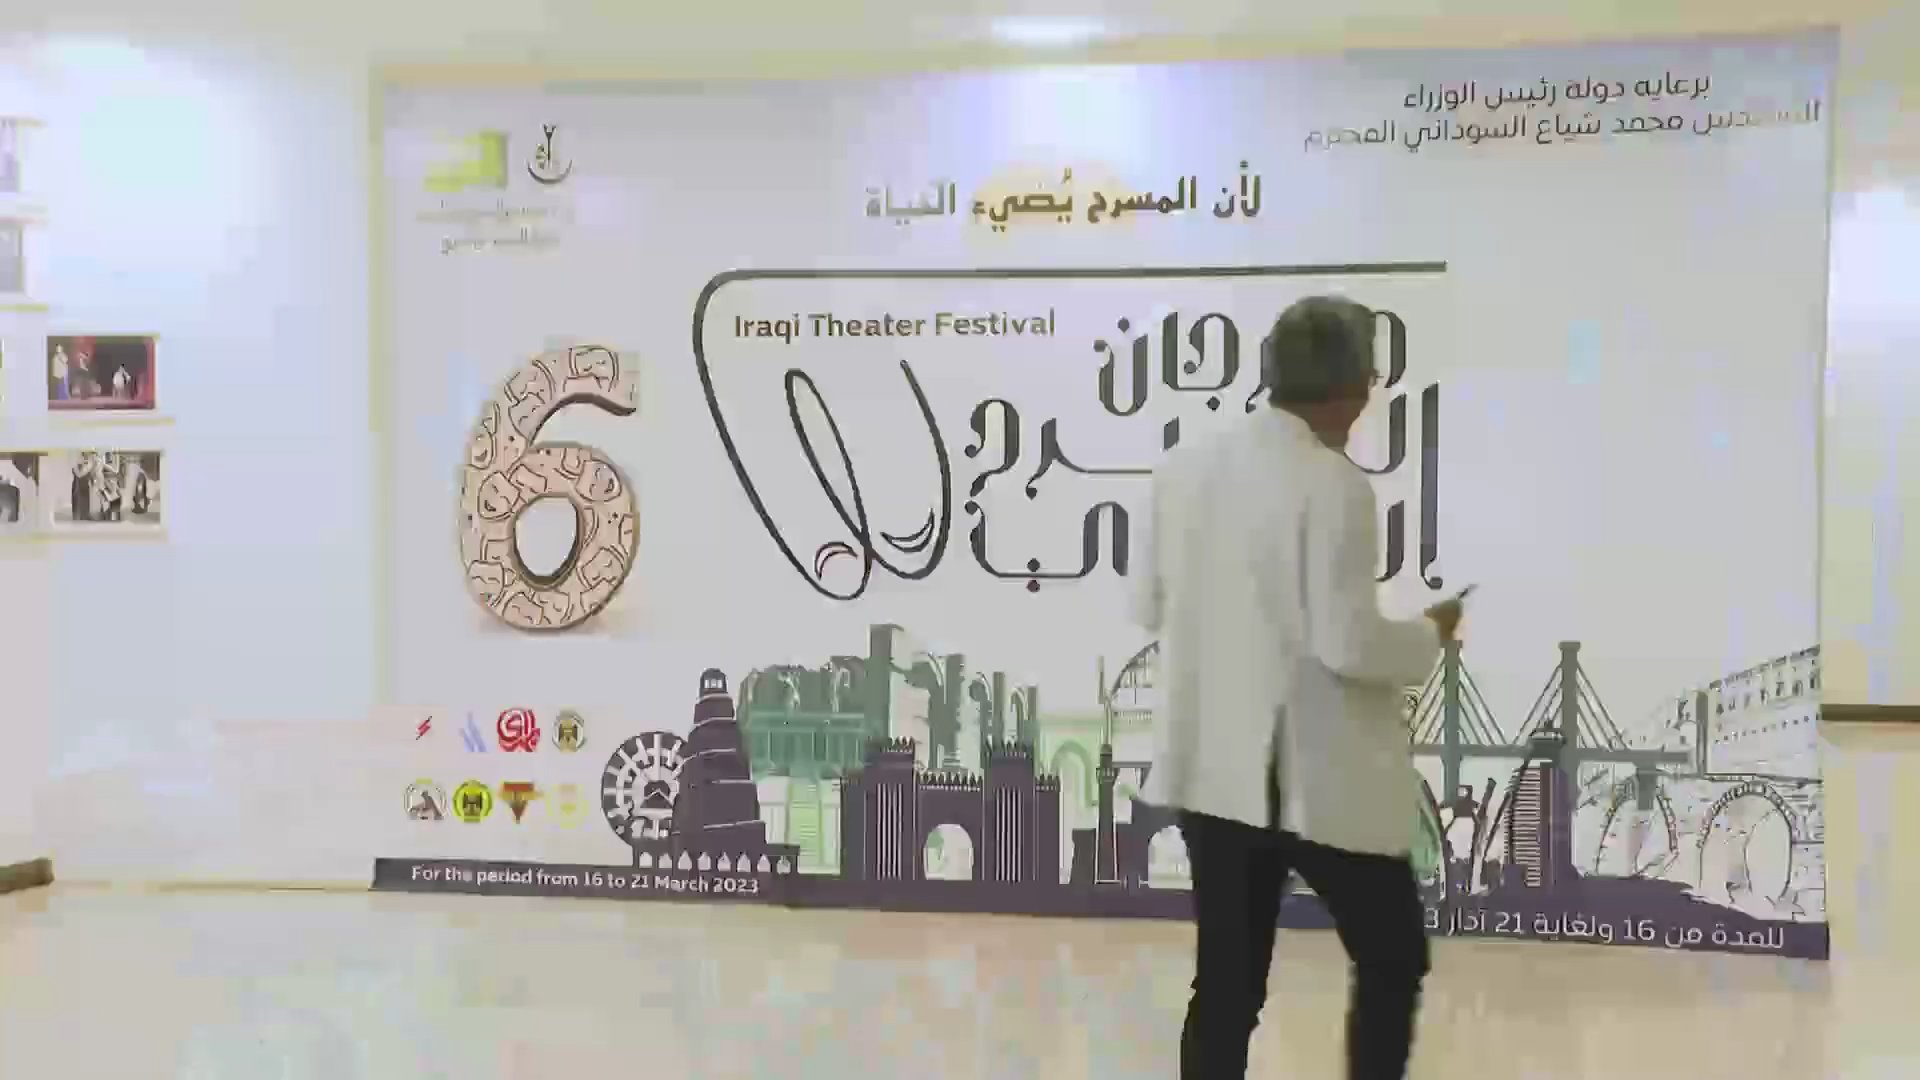 برعاية دولة رئيس الوزراء
المهندس محمد شياع السوداني المحترم
لأن المسرح يُضيء الحياة
Iraqi Theater Festival
مهرجان
المسرح
6
For the period from 16 to 21 March 2023
للمدة من 16 ولغاية 21 آذار